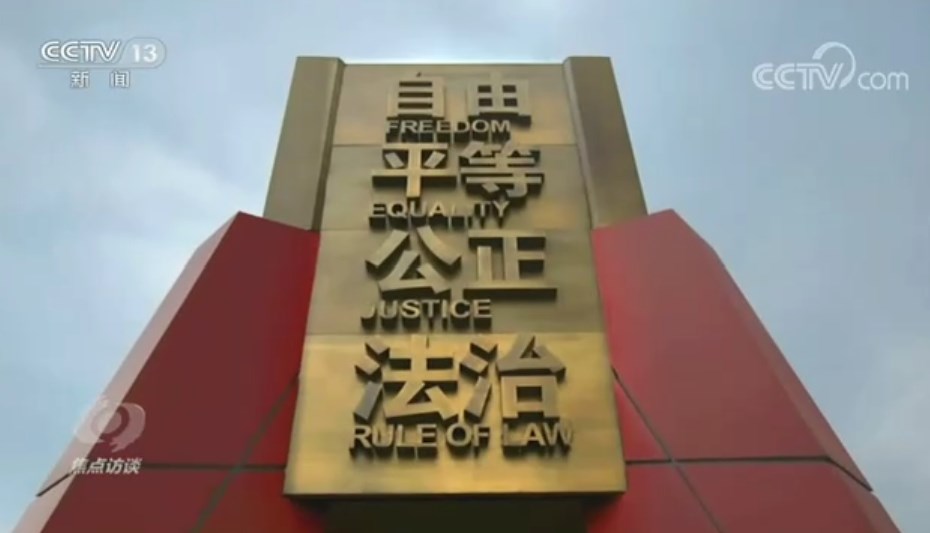 CCTV 13
新闻
CCTV com
自由
FREEDOM
平等
EQUALITY
公正
JUSTICE
法治
RULE OF LAW
焦点访谈